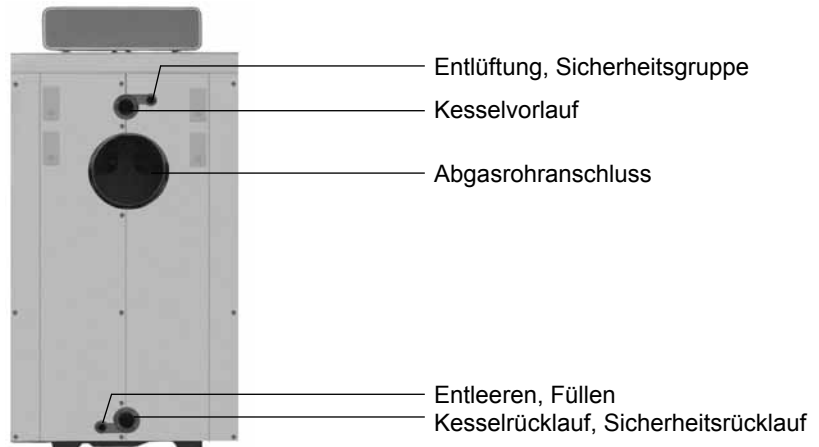 Entlüftung, Sicherheitsgruppe
Kesselvorlauf
Abgasrohranschluss
Entleeren, Füllen
Kesselrücklauf, Sicherheitsrücklauf